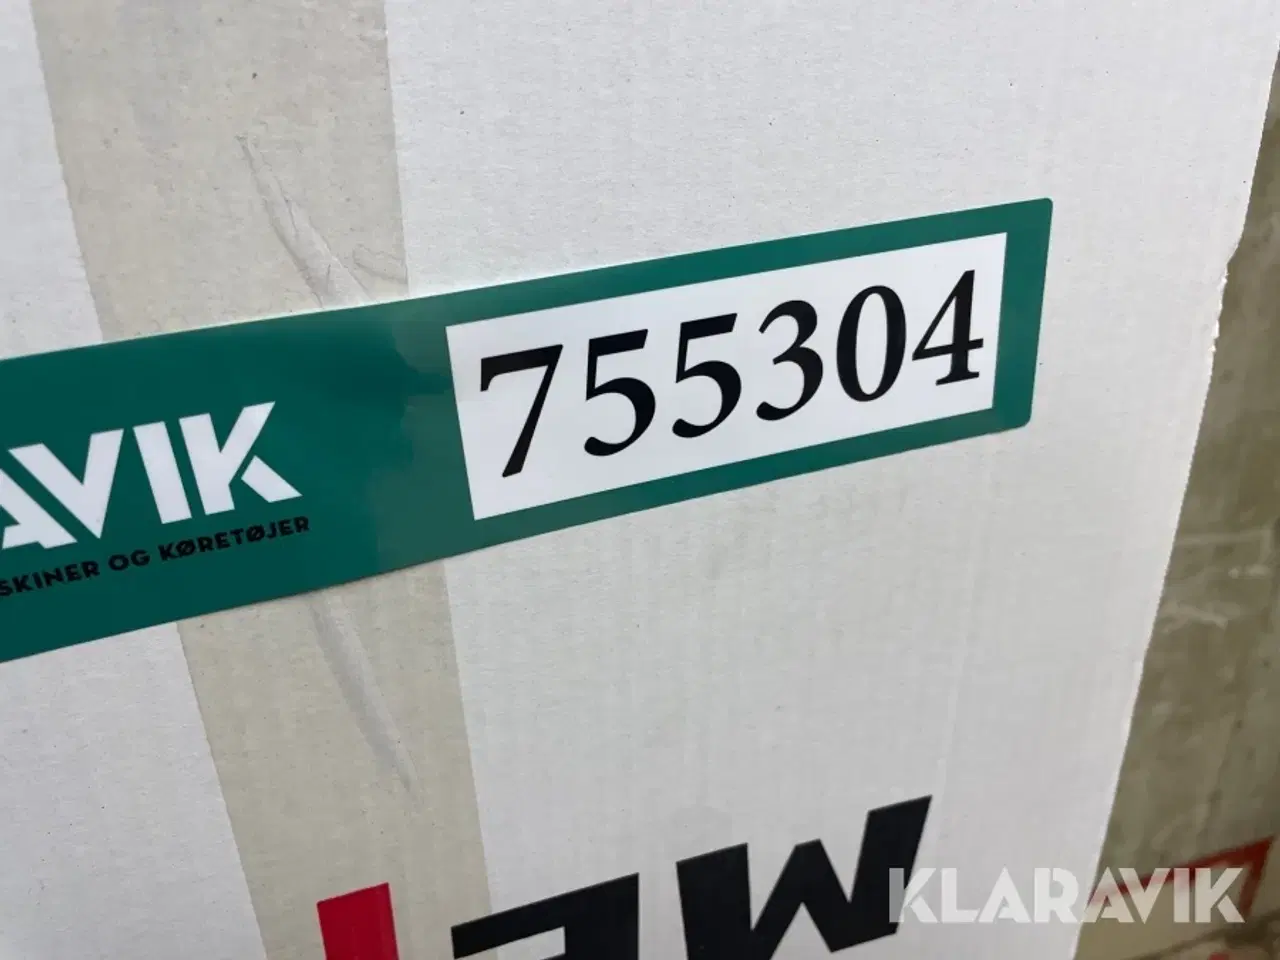 755304
AVIK
SKINER OG KØRETØJER
KLARAVIK